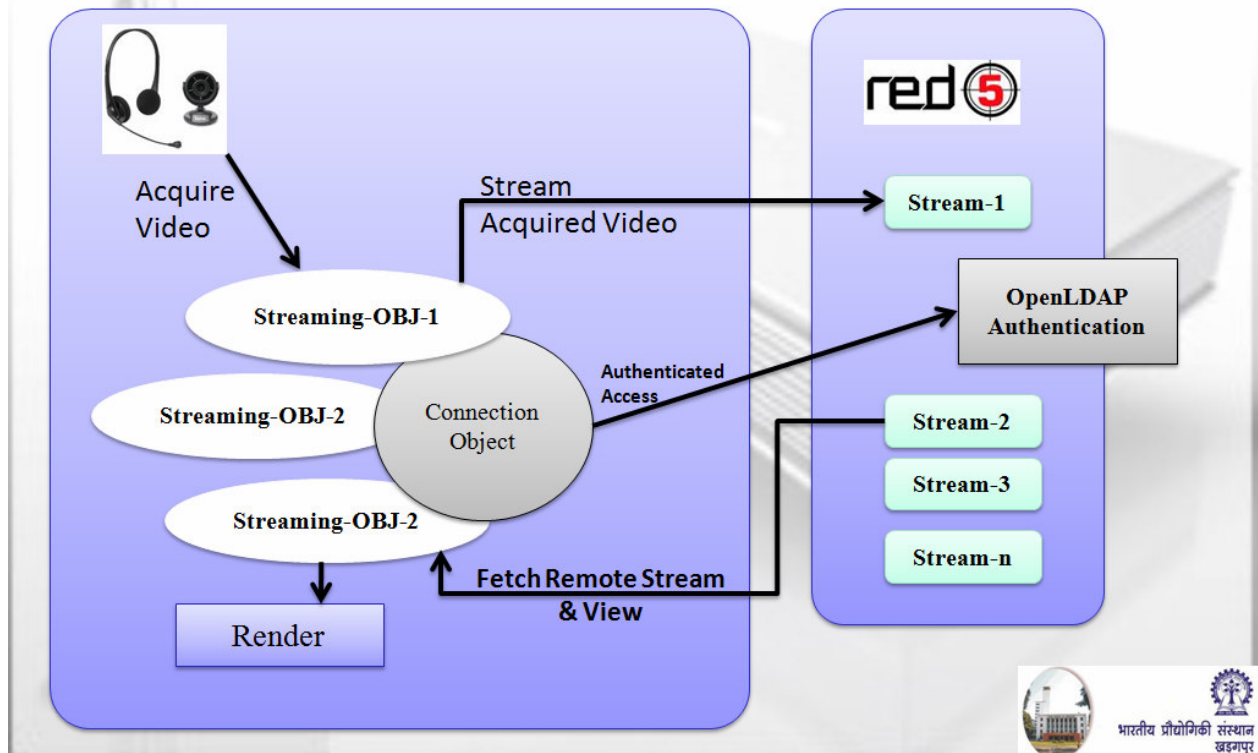 red5
Acquire
Video
Stream
Acquired Video
Stream-1
Streaming-OBJ-1
OpenLDAP
Authentication
Authenticated
Access
Streaming-OBJ-2
Connection
Object
Stream-2
Stream-3
Streaming-OBJ-2
Stream-n
Fetch Remote Stream
& View
Render
भारतीय प्रौद्योगिकी संस्थान
खड़गपुर